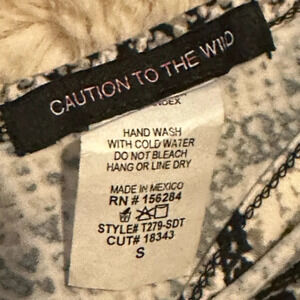 CAUTION TO THE WIND
HAND WASH
WITH COLD WATER
DO NOT BLEACH
HANG OR LINE DRY
MADE IN MEXICO
RN # 156284
STYLE# T279-SDT
CUT# 18343
S